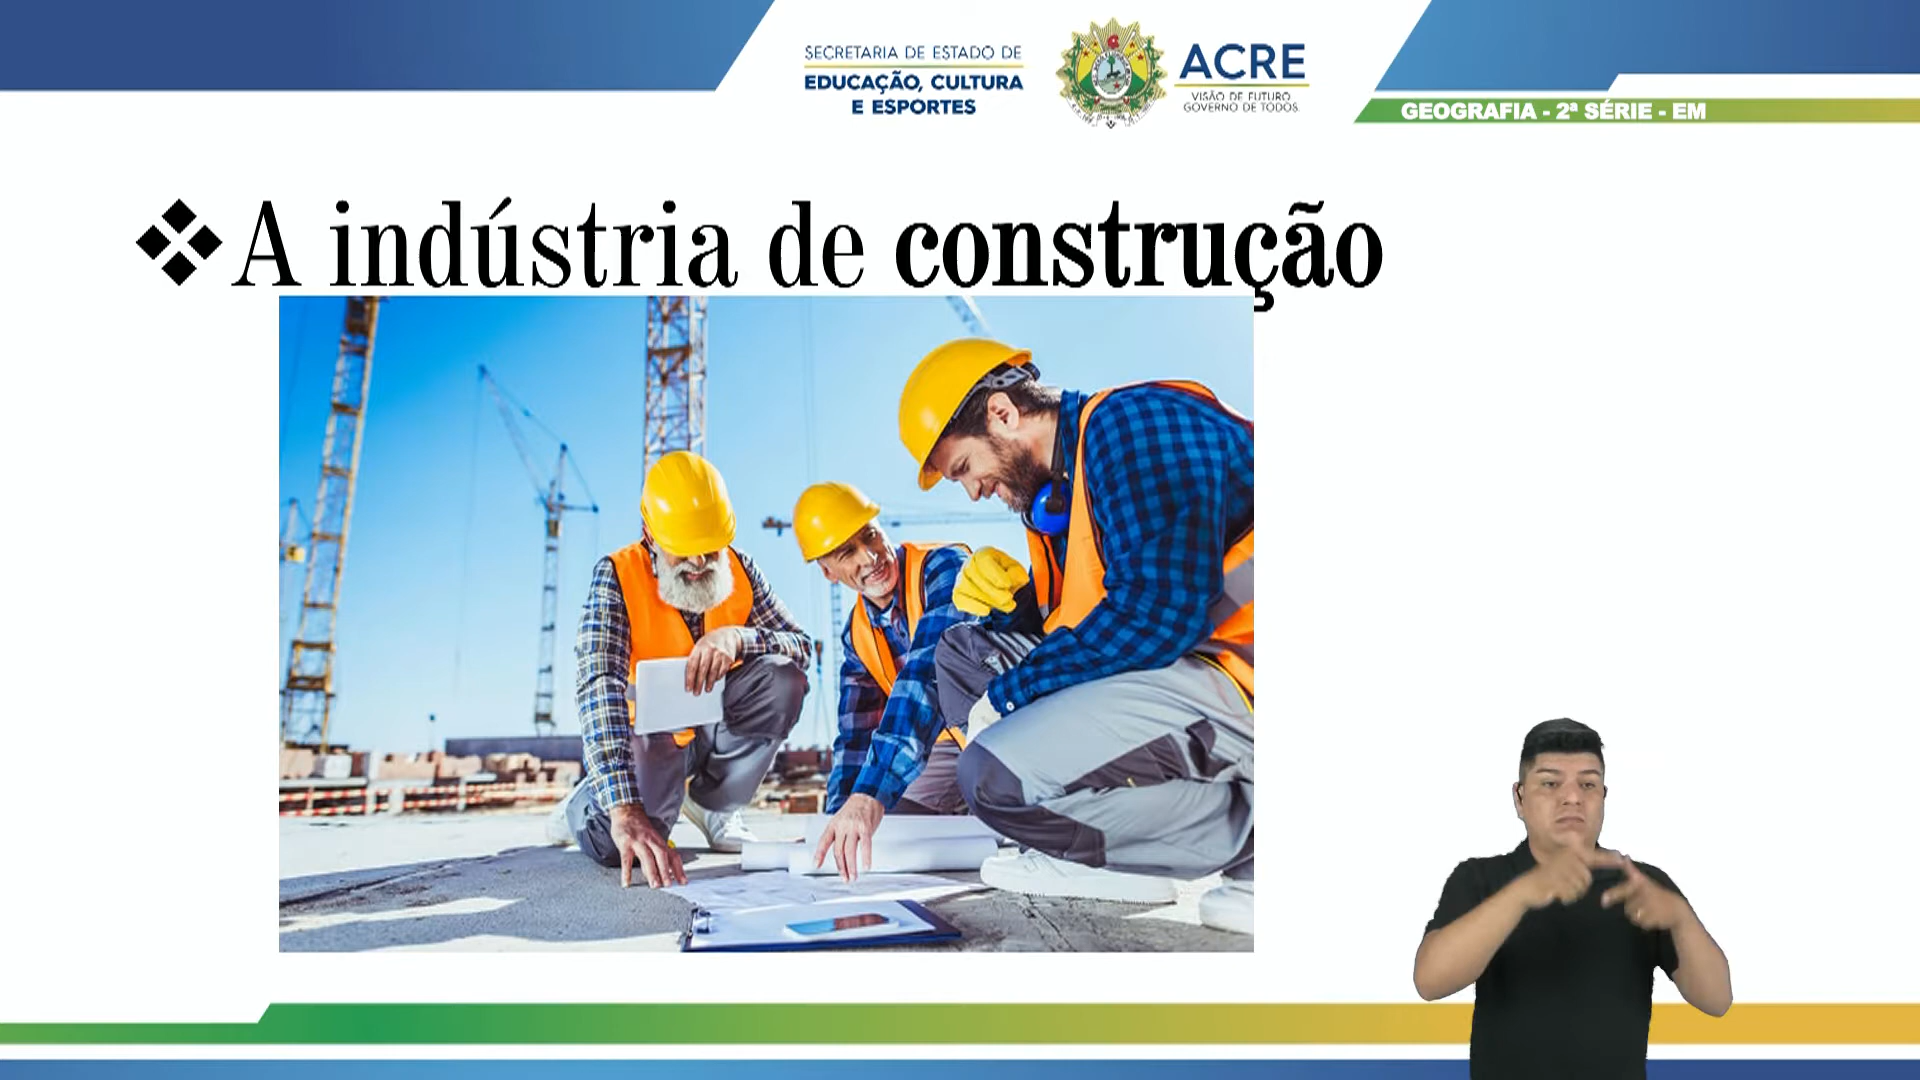 SECRETARIA DE ESTADO DE
EDUCAÇÃO, CULTURA
E ESPORTES
ACRE
VISÃO DE FUTURO
GOVERNO DE TODOS
GEOGRAFIA - 2ª SÉRIE - EM
❖A indústria de construção